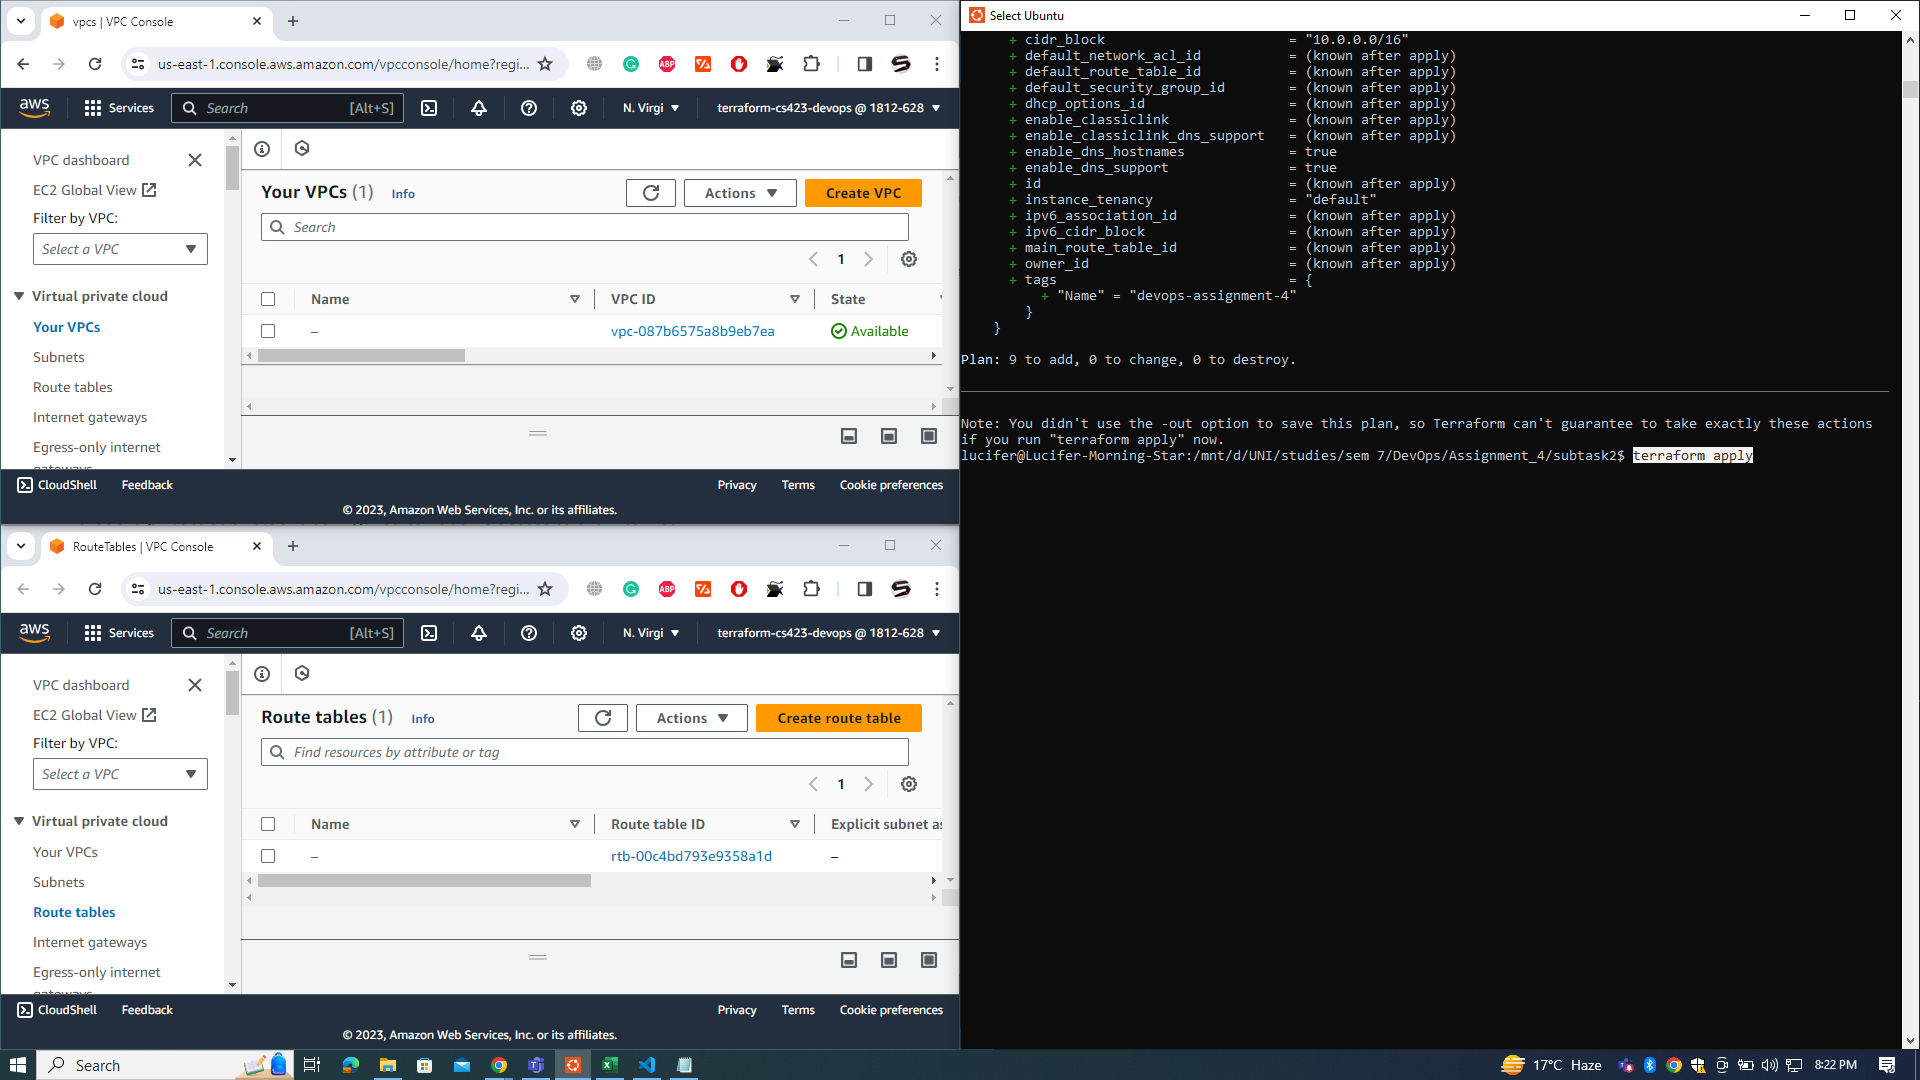 vpcs | VPC Console
us-east-1.console.aws.amazon.com/vpcconsole/home?regi...
aws
Services
Search
[Alt+S]
N. Virgi
terraform-cs423-devops @ 1812-628
VPC dashboard
EC2 Global View
Filter by VPC:
Select a VPC
Virtual private cloud
Your VPCs
Subnets
Route tables
Internet gateways
Egress-only internet
gateways
Your VPCs (1)
Info
Actions
Create VPC
Search
1
Name
VPC ID
State
–
vpc-087b6575a8b9eb7ea
Available
CloudShell
Feedback
Privacy
Terms
Cookie preferences
© 2023, Amazon Web Services, Inc. or its affiliates.
RouteTables | VPC Console
us-east-1.console.aws.amazon.com/vpcconsole/home?regi...
aws
Services
Search
[Alt+S]
N. Virgi
terraform-cs423-devops @ 1812-628
VPC dashboard
EC2 Global View
Filter by VPC:
Select a VPC
Virtual private cloud
Your VPCs
Subnets
Route tables
Internet gateways
Egress-only internet
gateways
Route tables (1)
Info
Actions
Create route table
Find resources by attribute or tag
1
Name
Route table ID
Explicit subnet as
–
rtb-00c4bd793e9358a1d
–
CloudShell
Feedback
Privacy
Terms
Cookie preferences
© 2023, Amazon Web Services, Inc. or its affiliates.
Select Ubuntu
+ cidr_block = "10.0.0.0/16"
+ default_network_acl_id = (known after apply)
+ default_route_table_id = (known after apply)
+ default_security_group_id = (known after apply)
+ dhcp_options_id = (known after apply)
+ enable_classiclink = (known after apply)
+ enable_classiclink_dns_support = (known after apply)
+ enable_dns_hostnames = true
+ enable_dns_support = true
+ id = (known after apply)
+ instance_tenancy = "default"
+ ipv6_association_id = (known after apply)
+ ipv6_cidr_block = (known after apply)
+ main_route_table_id = (known after apply)
+ owner_id = (known after apply)
+ tags = {
+ "Name" = "devops-assignment-4"
}
}
Plan: 9 to add, 0 to change, 0 to destroy.
Note: You didn't use the -out option to save this plan, so Terraform can't guarantee to take exactly these actions
if you run "terraform apply" now.
lucifer@Lucifer-Morning-Star:/mnt/d/UNI/studies/sem 7/DevOps/Assignment_4/subtask2$ terraform apply
Search
17°C Haze
8:22 PM